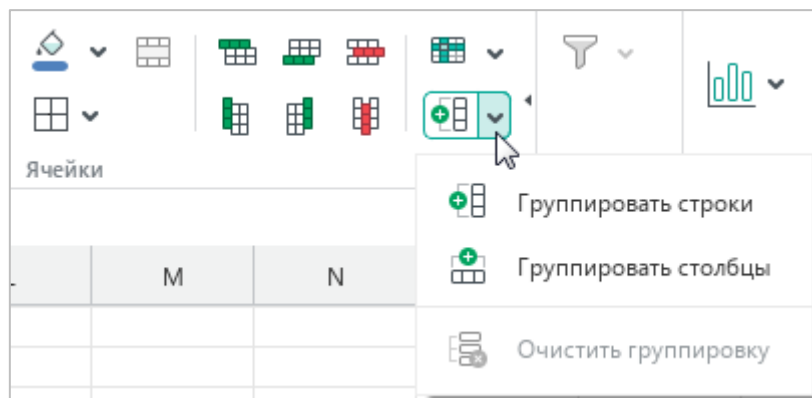 Ячейки
Группировать строки
Группировать столбцы
M
N
Очистить группировку